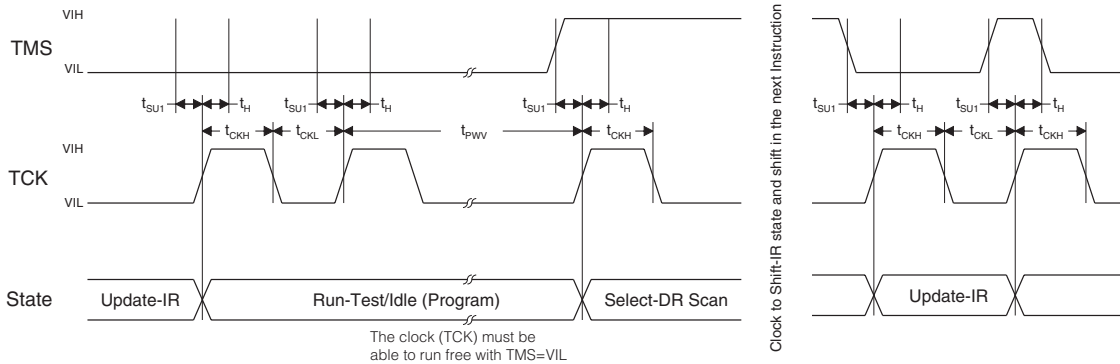 VIH
TMS
VIL
tSU1 tH tSU1 tH tSU1 tH tSU1 tH tSU1 tH
tCKH tCKL tPWV tCKH tCKH tCKL tCKH
VIH
TCK
VIL
State Update-IR Run-Test/Idle (Program) Select-DR Scan Update-IR
The clock (TCK) must be
able to run free with TMS=VIL
Clock to Shift-IR state and shift in the next Instruction